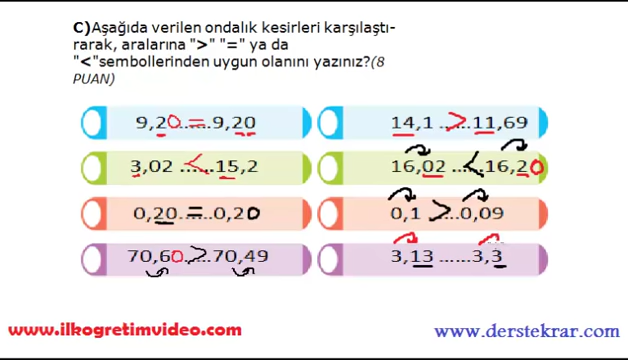 C)Aşağıda verilen ondalık kesirleri karşılaştı-
rarak, aralarına ">" "=" ya da
"<"sembollerinden uygun olanını yazınız?(8
PUAN)
9,20...=...9,20
14,1...>...11,69
3,02...<...15,2
16,02...<...16,20
0,20...=...0,20
0,1...>...0,09
70,60...>...70,49
3,13......3,3
www.ilkogretimvideo.com
www.derstekrar.com